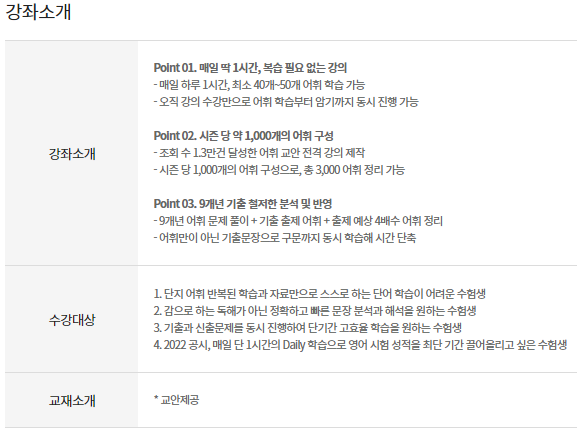 강좌소개
강좌소개
Point 01. 매일 딱 1시간, 복습 필요 없는 강의
- 매일 하루 1시간, 최소 40개~50개 어휘 학습 가능
- 오직 강의 수강만으로 어휘 학습부터 암기까지 동시 진행 가능
Point 02. 시즌 당 약 1,000개의 어휘 구성
- 조회 수 1.3만건 달성한 어휘 교안 전격 강의 제작
- 시즌 당 1,000개의 어휘 구성으로, 총 3,000 어휘 정리 가능
Point 03. 9개년 기출 철저한 분석 및 반영
- 9개년 어휘 문제 풀이 + 기출 출제 어휘 + 출제 예상 4배수 어휘 정리
- 어휘만이 아닌 기출문장으로 구문까지 동시 학습해 시간 단축
수강대상
1. 단지 어휘 반복된 학습과 자료만으로 스스로 하는 단어 학습이 어려운 수험생
2. 감으로 하는 독해가 아닌 정확하고 빠른 문장 분석과 해석을 원하는 수험생
3. 기출과 신출문제를 동시 진행하여 단기간 고효율 학습을 원하는 수험생
4. 2022 공시, 매일 단 1시간의 Daily 학습으로 영어 시험 성적을 최단 기간 끌어올리고 싶은 수험생
교재소개
* 교안제공